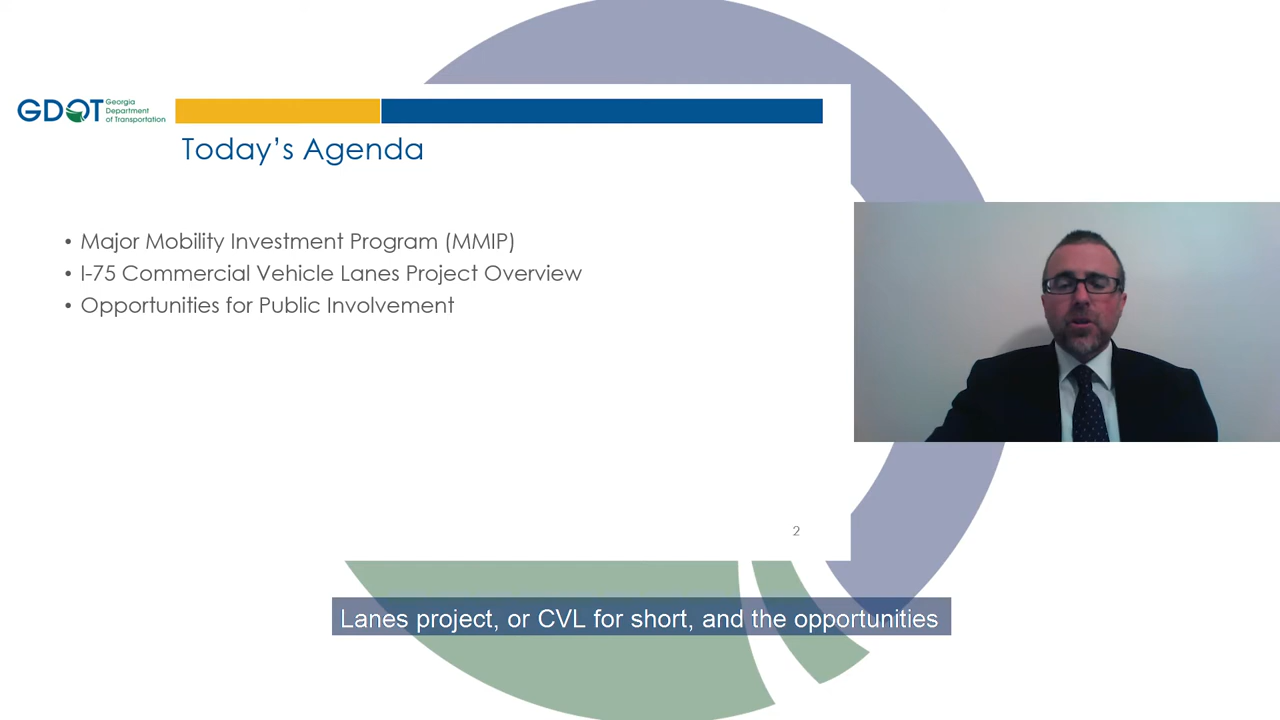 GDOT Georgia
Department
of Transportation
Today's Agenda
• Major Mobility Investment Program (MMIP)
• I-75 Commercial Vehicle Lanes Project Overview
• Opportunities for Public Involvement
2
Lanes project, or CVL for short, and the opportunities